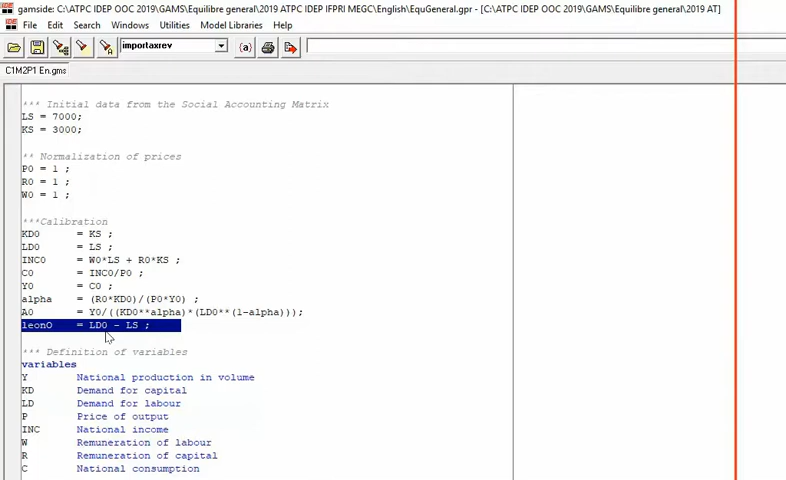 gamside: C:\ATPC IDEP OOC 2019\GAMS\Equilibre general\2019 ATPC IDEP IFPRI MEGC\English\EquGeneral.gpr - [C:\ATPC IDEP OOC 2019\GAMS\Equilibre general\2019 AT]
IDE File Edit Search Windows Utilities Model Libraries Help
importaxrev {a}
C1M2P1 En.gms
*** Initial data from the Social Accounting Matrix
LS = 7000;
KS = 3000;
** Normalization of prices
P0 = 1 ;
R0 = 1 ;
W0 = 1 ;
***Calibration
KD0 = KS ;
LD0 = LS ;
INC0 = W0*LS + R0*KS ;
C0 = INC0/P0 ;
Y0 = C0 ;
alpha = (R0*KD0)/(P0*Y0) ;
A0 = Y0/((KD0**alpha)*(LD0**(1-alpha)));
leon0 = LD0 - LS ;
*** Definition of variables
variables
Y National production in volume
KD Demand for capital
LD Demand for labour
P Price of output
INC National income
W Remuneration of labour
R Remuneration of capital
C National consumption